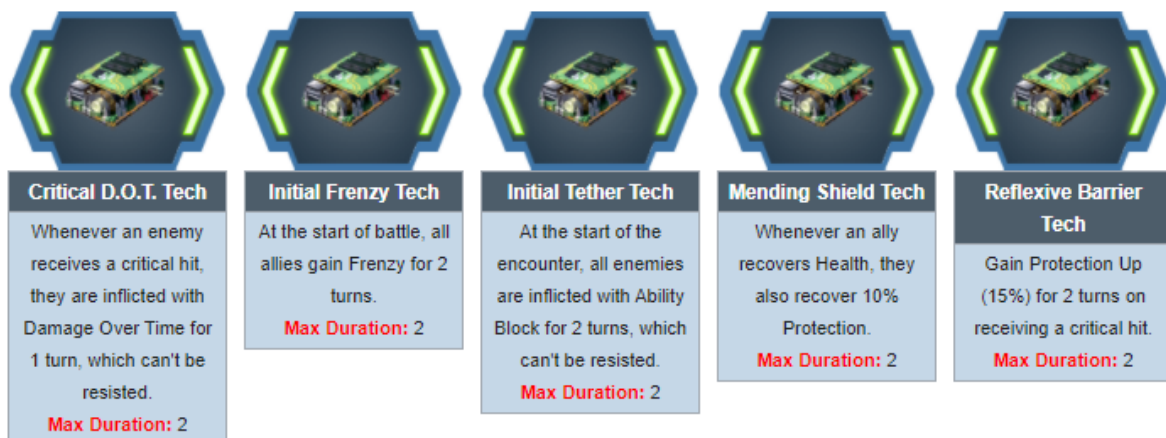 Critical D.O.T. Tech
Whenever an enemy
receives a critical hit,
they are inflicted with
Damage Over Time for
1 turn, which can't be
resisted.
Max Duration: 2
Initial Frenzy Tech
At the start of battle, all
allies gain Frenzy for 2
turns.
Max Duration: 2
Initial Tether Tech
At the start of the
encounter, all enemies
are inflicted with Ability
Block for 2 turns, which
can't be resisted.
Max Duration: 2
Mending Shield Tech
Whenever an ally
recovers Health, they
also recover 10%
Protection.
Max Duration: 2
Reflexive Barrier
Tech
Gain Protection Up
(15%) for 2 turns on
receiving a critical hit.
Max Duration: 2